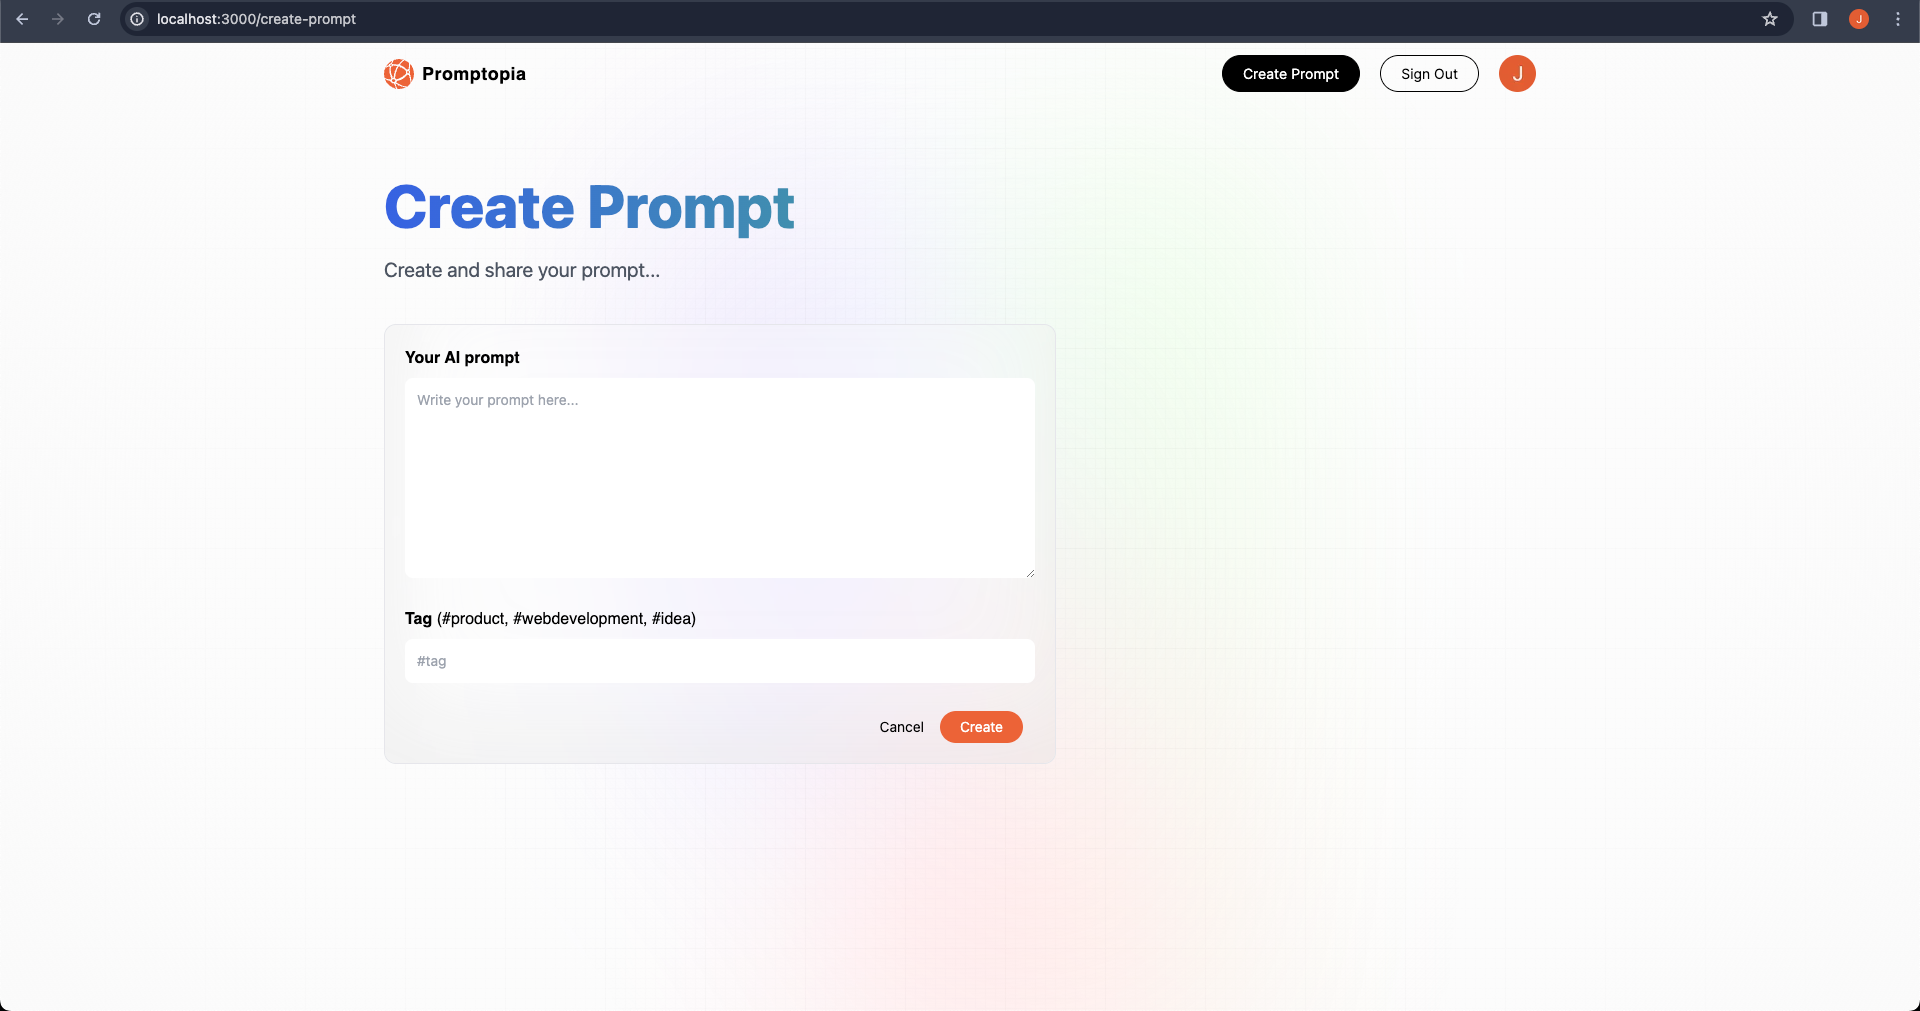 localhost:3000/create-prompt
J
Promptopia
Create Prompt
Sign Out
J
Create Prompt
Create and share your prompt...
Your AI prompt
Write your prompt here...
Tag (#product, #webdevelopment, #idea)
#tag
Cancel
Create